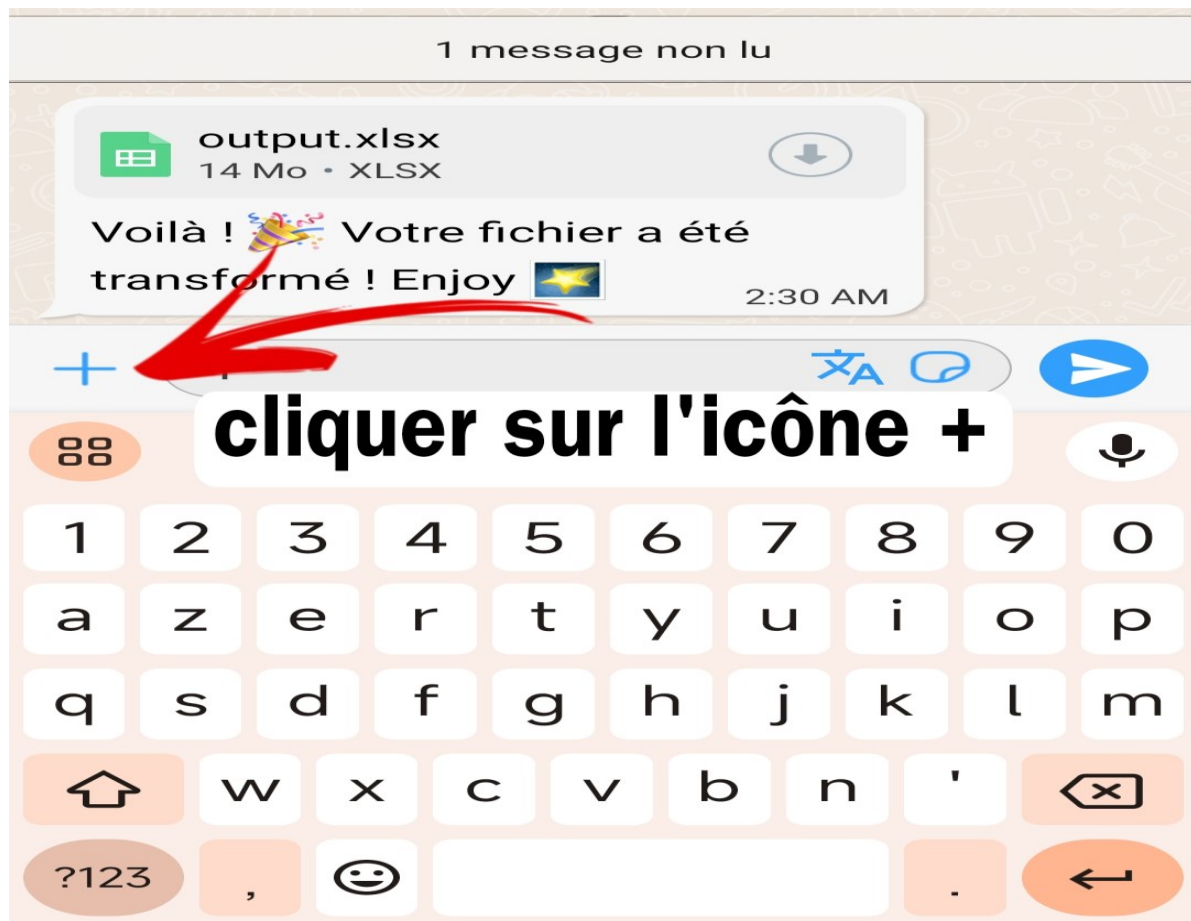 1 message non lu
output.xlsx
14 Mo • XLSX
Voilà ! 🎉 Votre fichier a été
transformé ! Enjoy 🌠
2:30 AM
cliquer sur l'icône +
1 2 3 4 5 6 7 8 9 0
a z e r t y u i o p
q s d f g h j k l m
w x c v b n '
?123 , .